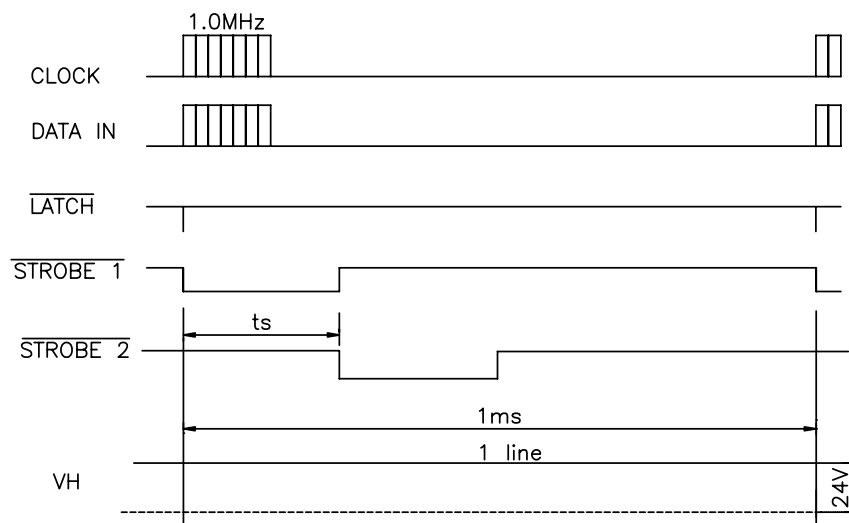 1.0MHz
CLOCK
DATA IN
LATCH
STROBE 1
ts
STROBE 2
1ms
1 line
VH
24V